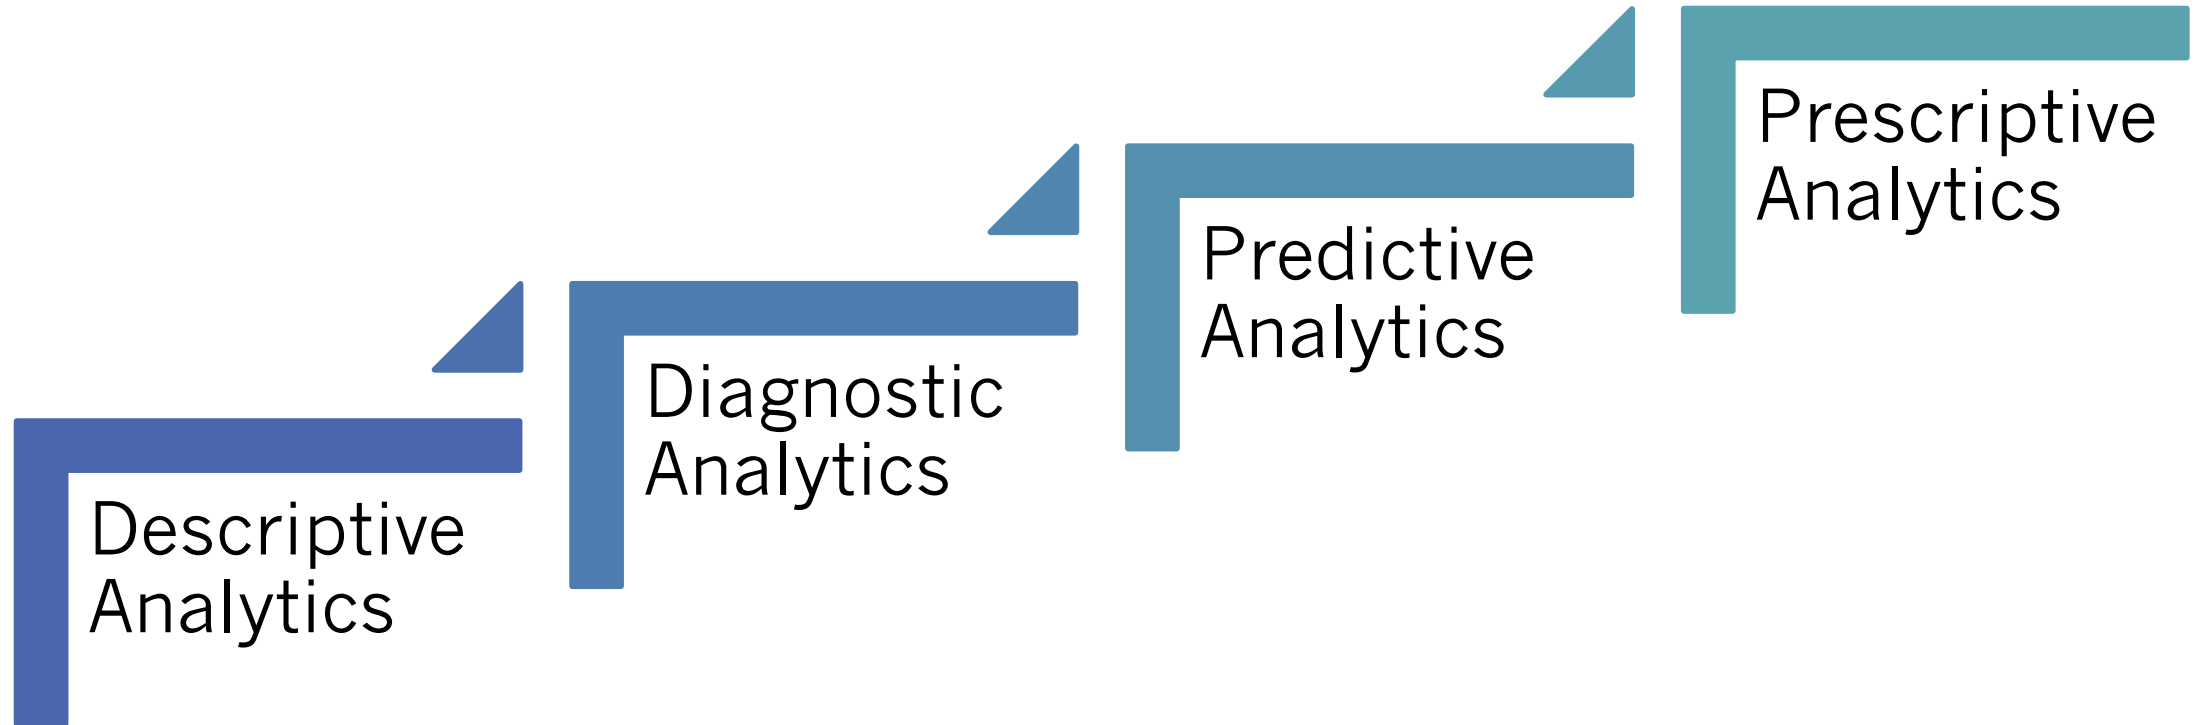 Descriptive
Analytics
Diagnostic
Analytics
Predictive
Analytics
Prescriptive
Analytics